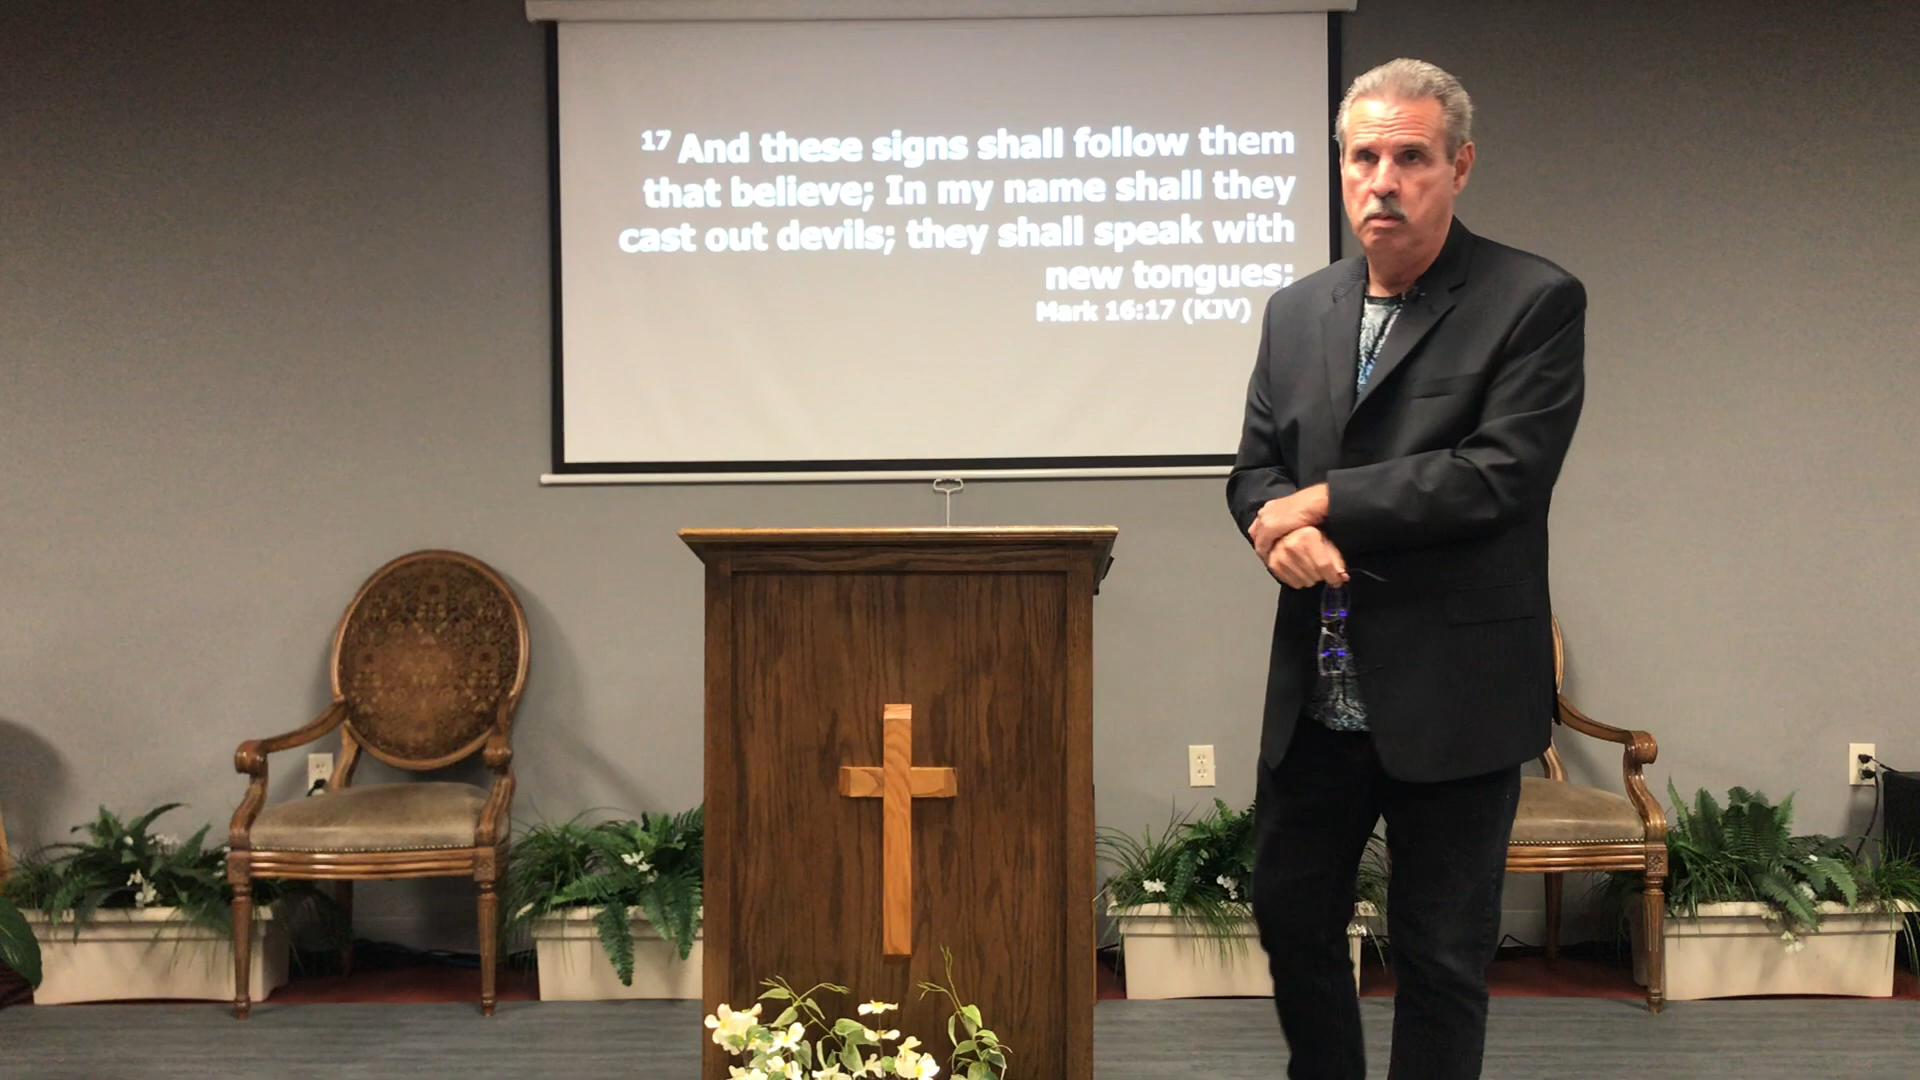 17 And these signs shall follow them
that believe; In my name shall they
cast out devils; they shall speak with
new tongues;
Mark 16:17 (KJV)